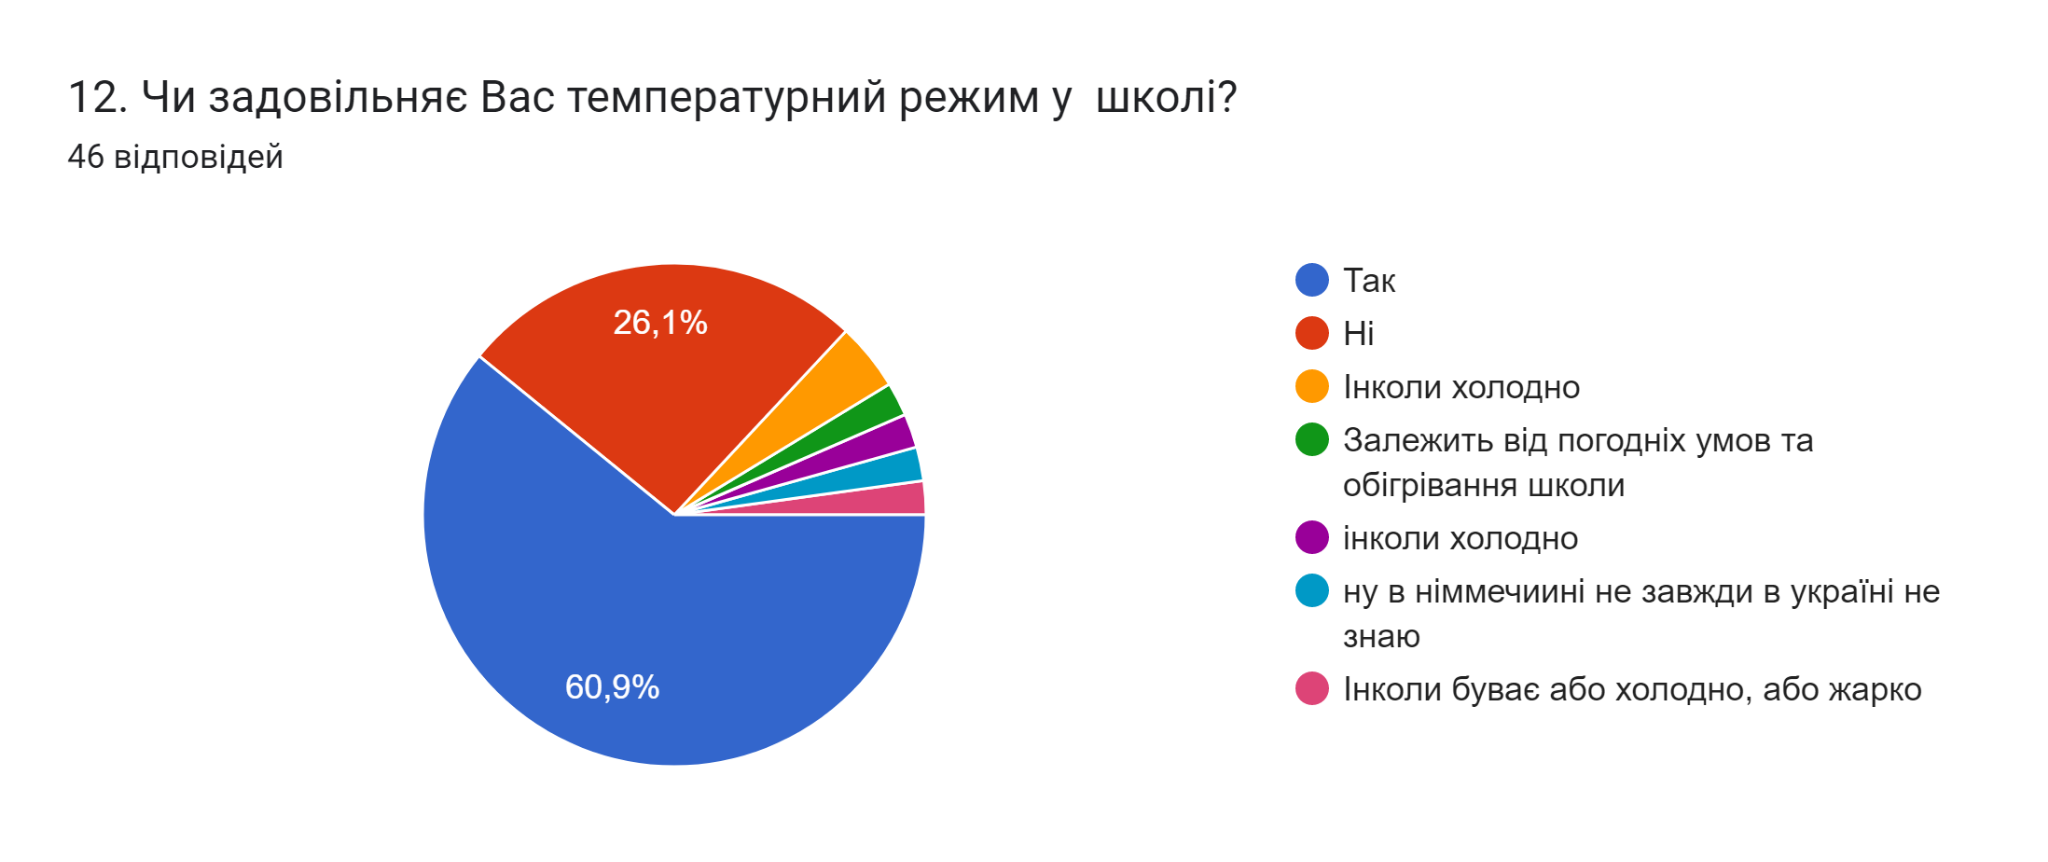 12. Чи задовільняє Вас температурний режим у  школі?
46 відповідей
26,1%
60,9%
Так
Ні
Інколи холодно
Залежить від погодніх умов та
обігрівання школи
інколи холодно
ну в німмечиині не завжди в україні не
знаю
Інколи буває або холодно, або жарко